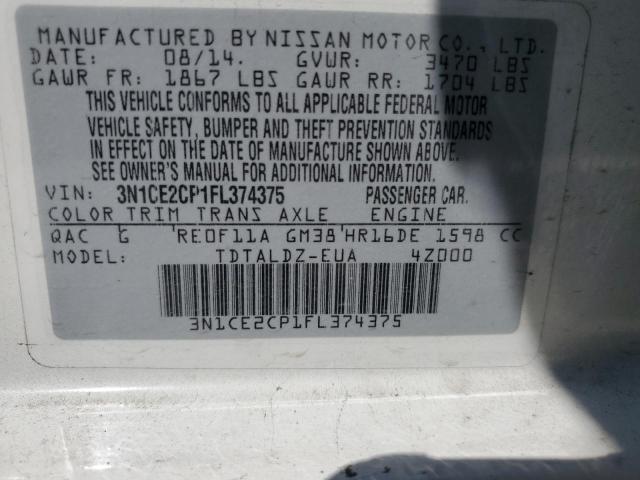 MANUFACTURED BY NISSAN MOTOR CO., LTD.
DATE: 08/14. GVWR: 3470 LBS
GAWR FR: 1867 LBS GAWR RR: 1704 LBS
THIS VEHICLE CONFORMS TO ALL APPLICABLE FEDERAL MOTOR
VEHICLE SAFETY, BUMPER AND THEFT PREVENTION STANDARDS
IN EFFECT ON THE DATE OF MANUFACTURE SHOWN ABOVE.
SEE OWNER'S MANUAL FOR ADDITIONAL INFORMATION.
VIN: 3N1CE2CP1FL374375 PASSENGER CAR.
COLOR TRIM TRANS AXLE ENGINE
QAC G RE0F11A GM38 HR16DE 1598 CC
MODEL: TDTALDZ-EUA 4Z000
3N1CE2CP1FL374375